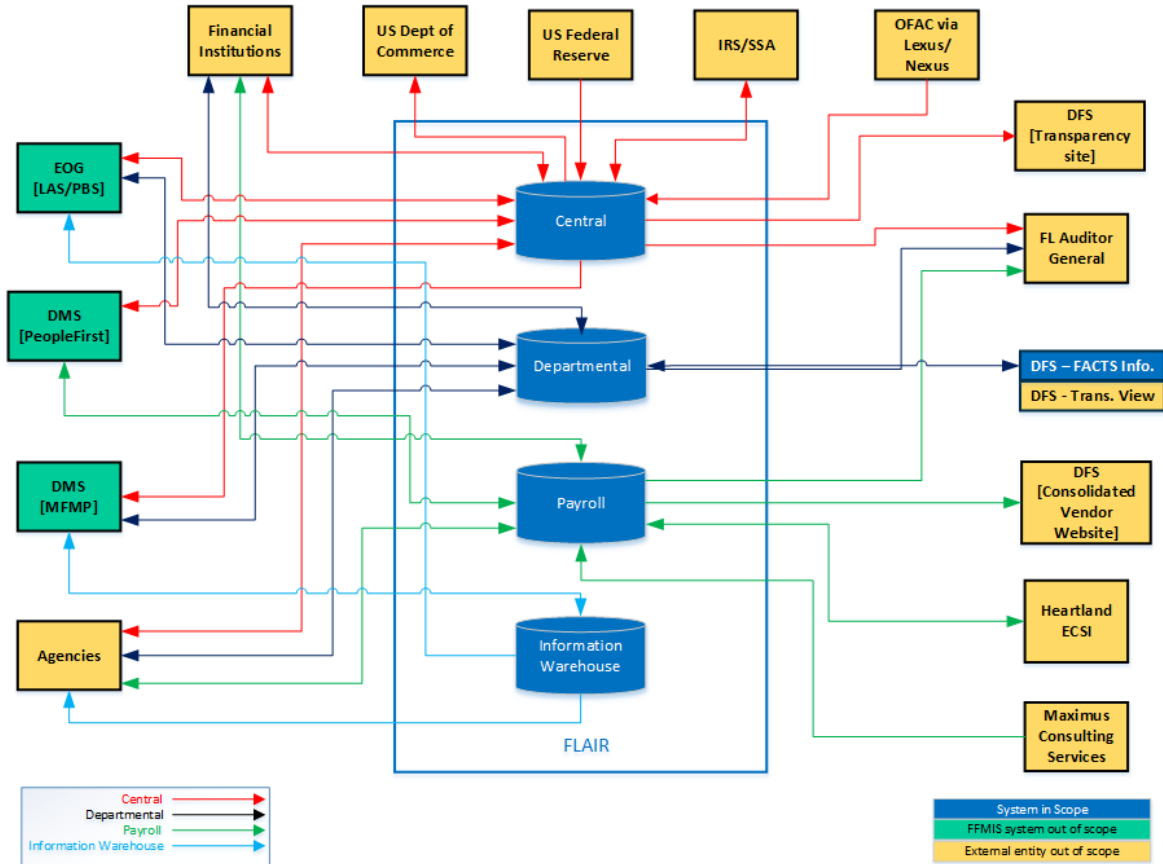 Financial
Institutions
US Dept of
Commerce
US Federal
Reserve
IRS/SSA
OFAC via
Lexus/
Nexus
DFS
[Transparency
site]
EOG
[LAS/PBS]
Central
FL Auditor
General
DMS
[PeopleFirst]
Departmental
DFS – FACTS Info.
DFS - Trans. View
DMS
[MFMP]
Payroll
DFS
[Consolidated
Vendor
Website]
Heartland
ECSI
Agencies
Information
Warehouse
Maximus
Consulting
Services
FLAIR
Central
Departmental
Payroll
Information Warehouse
System in Scope
FFMIS system out of scope
External entity out of scope